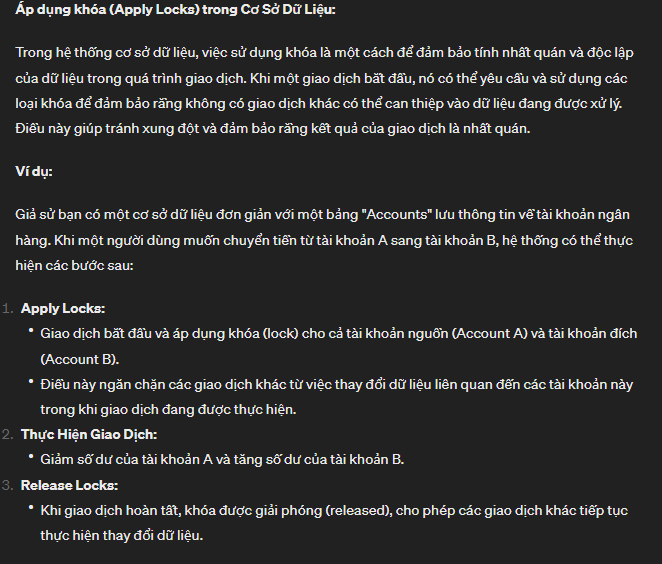 Áp dụng khóa (Apply Locks) trong Cơ Sở Dữ Liệu:
Trong hệ thống cơ sở dữ liệu, việc sử dụng khóa là một cách để đảm bảo tính nhất quán và độc lập
của dữ liệu trong quá trình giao dịch. Khi một giao dịch bắt đầu, nó có thể yêu cầu và sử dụng các
loại khóa để đảm bảo rằng không có giao dịch khác có thể can thiệp vào dữ liệu đang được xử lý.
Điều này giúp tránh xung đột và đảm bảo rằng kết quả của giao dịch là nhất quán.
Ví dụ:
Giả sử bạn có một cơ sở dữ liệu đơn giản với một bảng "Accounts" lưu thông tin về tài khoản ngân
hàng. Khi một người dùng muốn chuyển tiền từ tài khoản A sang tài khoản B, hệ thống có thể thực
hiện các bước sau:
1. Apply Locks:
• Giao dịch bắt đầu và áp dụng khóa (lock) cho cả tài khoản nguồn (Account A) và tài khoản đích
(Account B).
• Điều này ngăn chặn các giao dịch khác từ việc thay đổi dữ liệu liên quan đến các tài khoản này
trong khi giao dịch đang được thực hiện.
2. Thực Hiện Giao Dịch:
• Giảm số dư của tài khoản A và tăng số dư của tài khoản B.
3. Release Locks:
• Khi giao dịch hoàn tất, khóa được giải phóng (released), cho phép các giao dịch khác tiếp tục
thực hiện thay đổi dữ liệu.